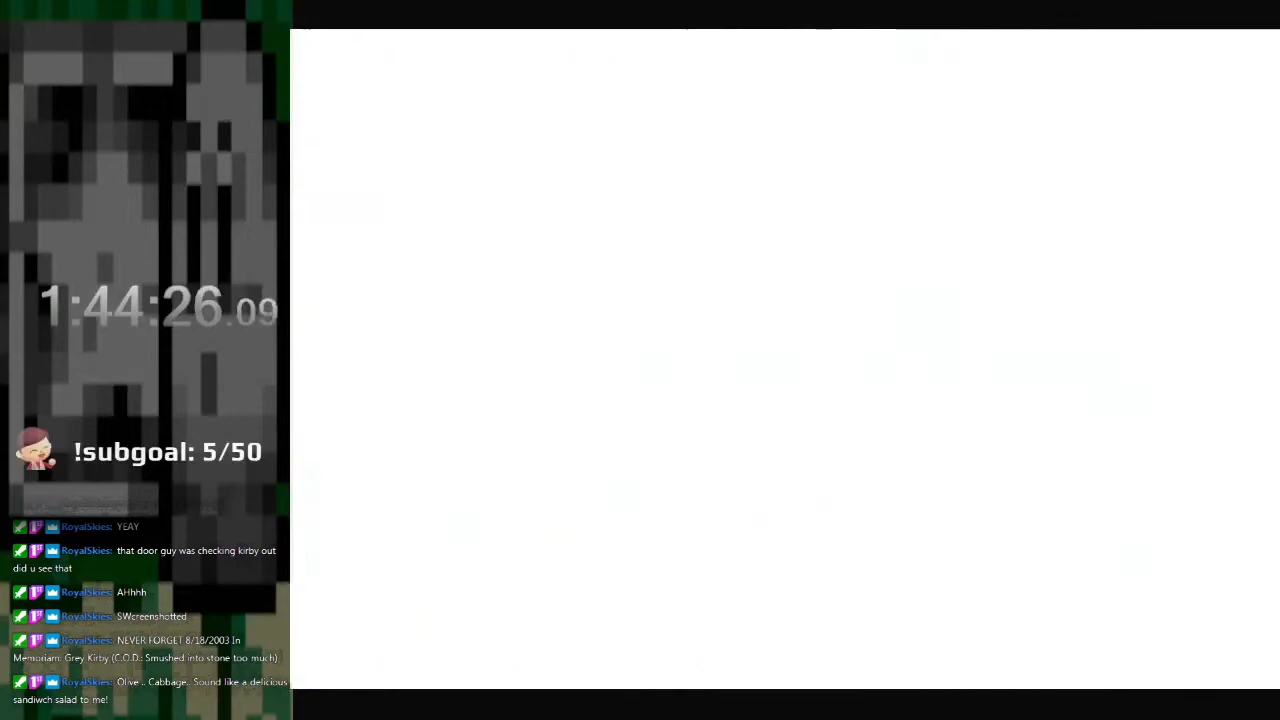 1:44:26.09
!subgoal: 5/50
RoyalSkies: YEAY
RoyalSkies: that door guy was checking kirby out
did u see that
RoyalSkies: AHhhh
RoyalSkies: SWcreenshotted
RoyalSkies: NEVER FORGET 8/18/2003 In
Memoriam: Grey Kirby (C.O.D.: Smushed into stone too much)
RoyalSkies: Olive .. Cabbage.. Sound like a delicious
sandiwch salad to me!